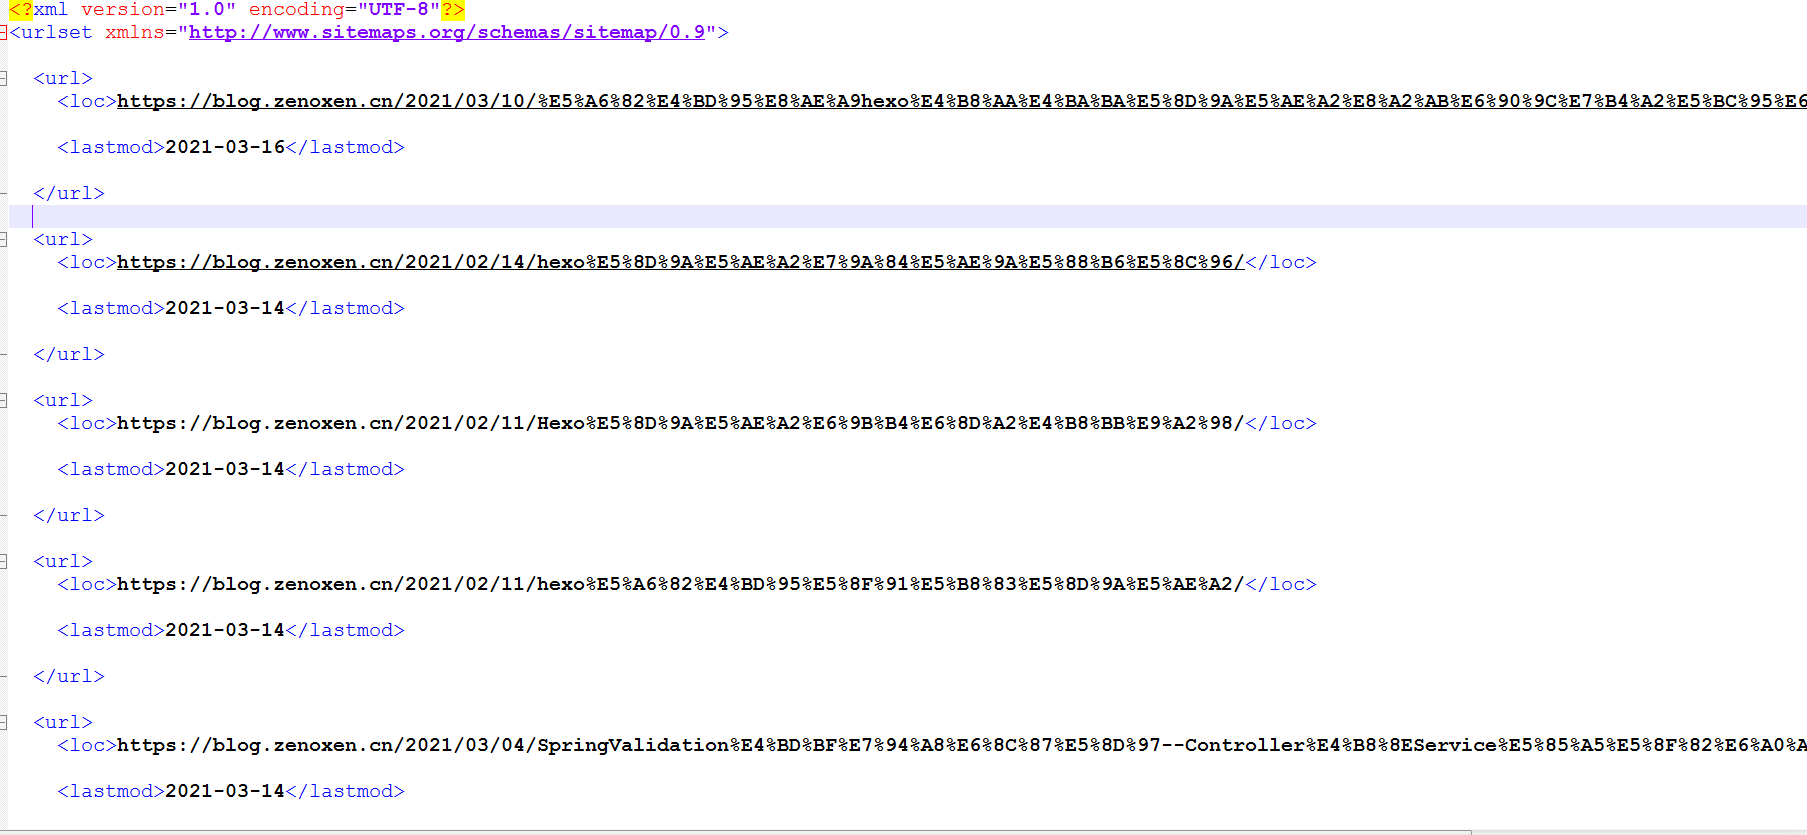 <?xml version="1.0" encoding="UTF-8"?>
<urlset xmlns="http://www.sitemaps.org/schemas/sitemap/0.9">
<url>
<loc>https://blog.zenoxen.cn/2021/03/10/%E5%A6%82%E4%BD%95%E8%AE%A9hexo%E4%B8%AA%E4%BA%BA%E5%8D%9A%E5%AE%A2%E8%A2%AB%E6%90%9C%E7%B4%A2%E5%BC%95%E6
<lastmod>2021-03-16</lastmod>
</url>
<url>
<loc>https://blog.zenoxen.cn/2021/02/14/hexo%E5%8D%9A%E5%AE%A2%E7%9A%84%E5%AE%9A%E5%88%B6%E5%8C%96/</loc>
<lastmod>2021-03-14</lastmod>
</url>
<url>
<loc>https://blog.zenoxen.cn/2021/02/11/Hexo%E5%8D%9A%E5%AE%A2%E6%9B%B4%E6%8D%A2%E4%B8%BB%E9%A2%98/</loc>
<lastmod>2021-03-14</lastmod>
</url>
<url>
<loc>https://blog.zenoxen.cn/2021/02/11/hexo%E5%A6%82%E4%BD%95%E5%8F%91%E5%B8%83%E5%8D%9A%E5%AE%A2/</loc>
<lastmod>2021-03-14</lastmod>
</url>
<url>
<loc>https://blog.zenoxen.cn/2021/03/04/SpringValidation%E4%BD%BF%E7%94%A8%E6%8C%87%E5%8D%97--Controller%E4%B8%8EService%E5%85%A5%E5%8F%82%E6%A0%A
<lastmod>2021-03-14</lastmod>